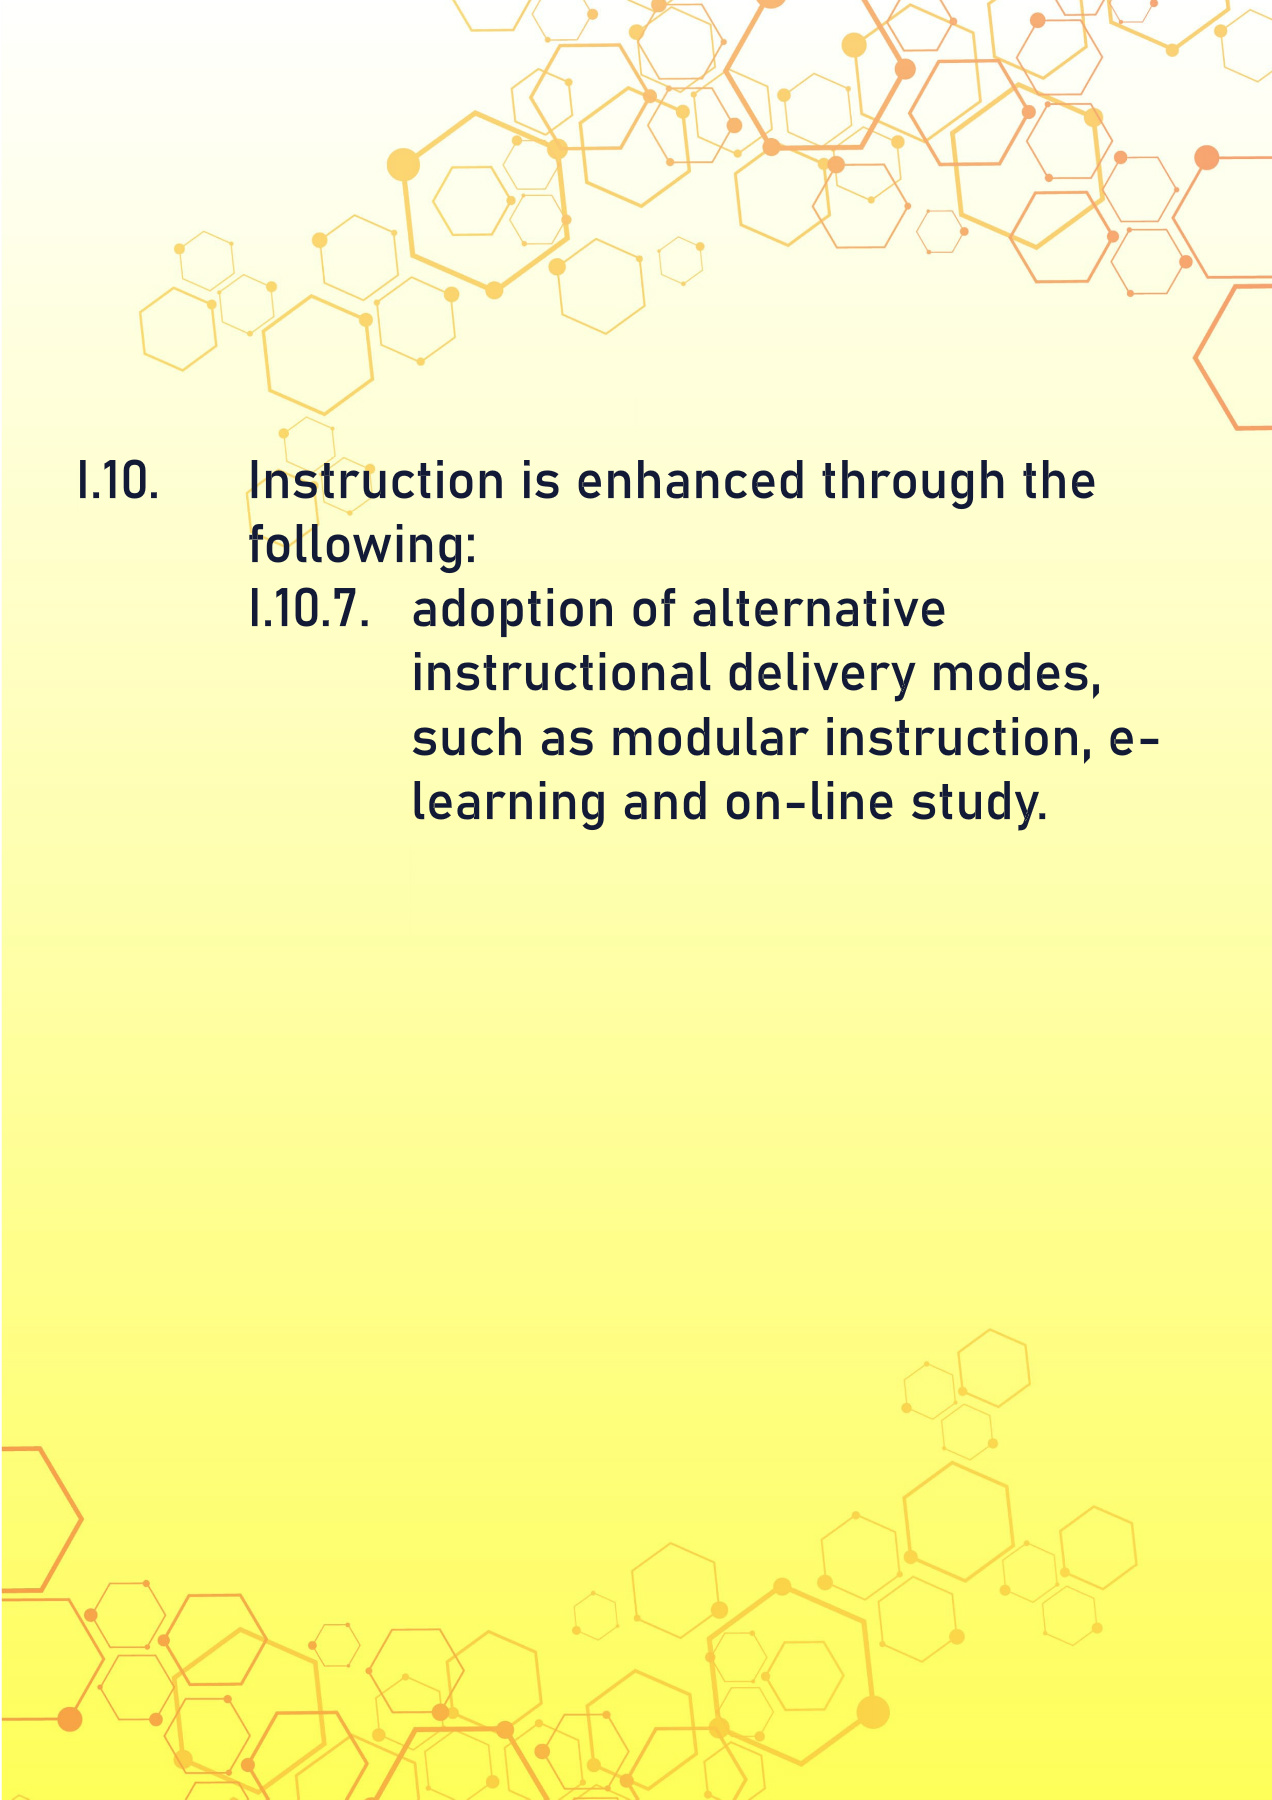 I.10. Instruction is enhanced through the
following:
I.10.7. adoption of alternative
instructional delivery modes,
such as modular instruction, e-
learning and on-line study.